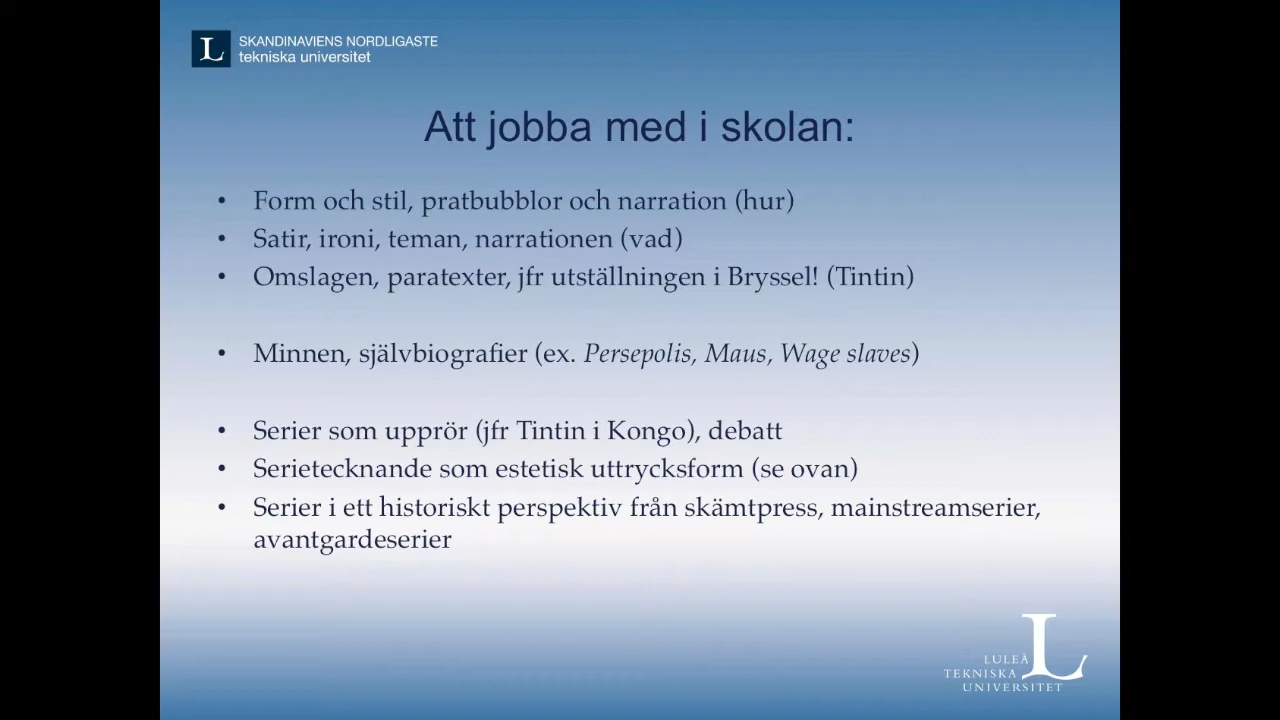 SKANDINAVIENS NORDLIGASTE
tekniska universitet
Att jobba med i skolan:
• Form och stil, pratbubblor och narration (hur)
• Satir, ironi, teman, narrationen (vad)
• Omslagen, paratexter, jfr utställningen i Bryssel! (Tintin)
• Minnen, självbiografier (ex. Persepolis, Maus, Wage slaves)
• Serier som upprör (jfr Tintin i Kongo), debatt
• Serietecknande som estetisk uttrycksform (se ovan)
• Serier i ett historiskt perspektiv från skämtpress, mainstreamserier,
avantgardeserier
LULEÅ
TEKNISKA
UNIVERSITET